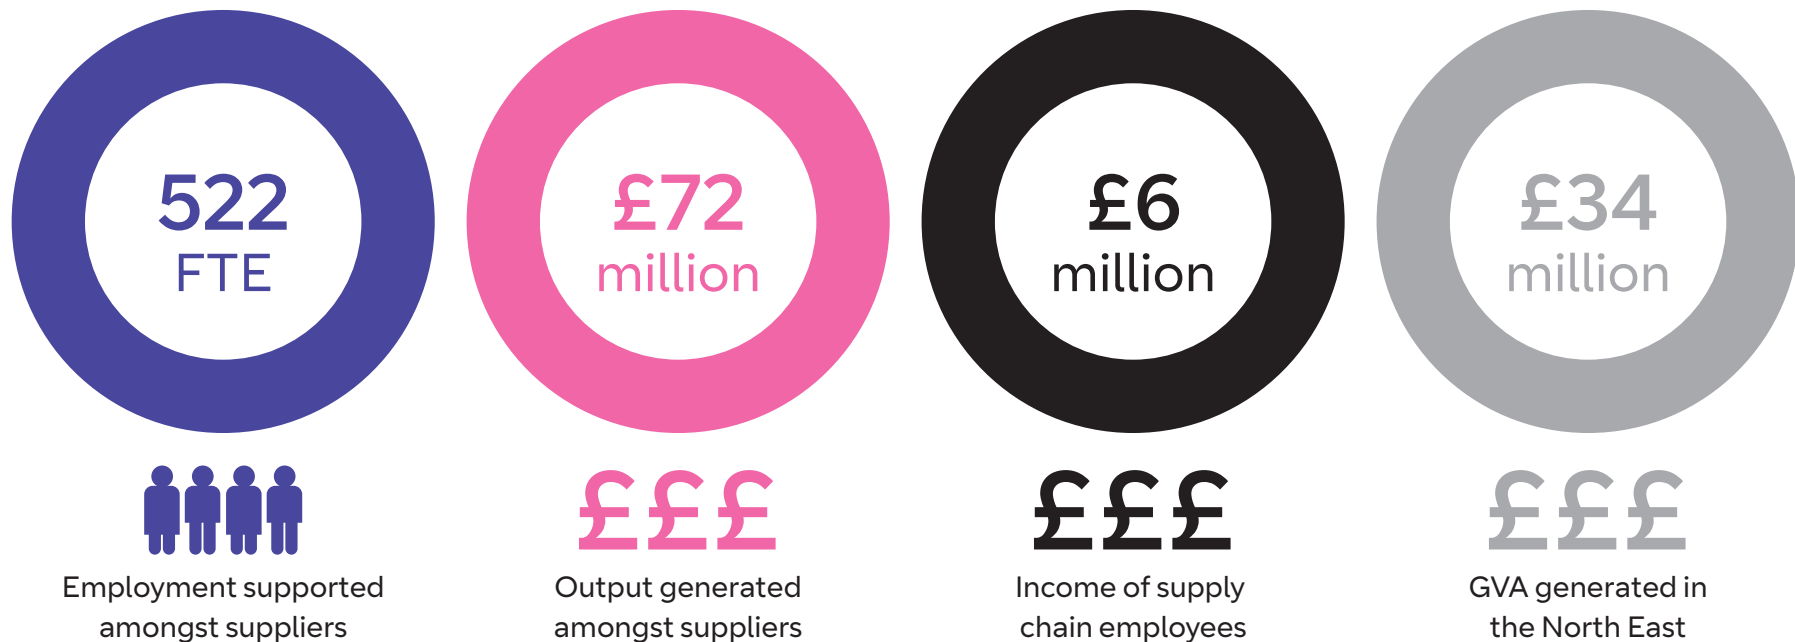 522
FTE
£72
million
£6
million
£34
million
£££
£££
£££
Employment supported
amongst suppliers
Output generated
amongst suppliers
Income of supply
chain employees
GVA generated in
the North East